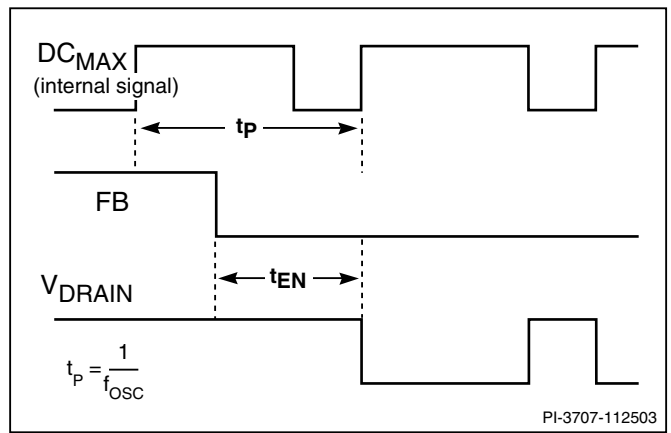 DCMAX
(internal signal)
tP
FB
tEN
VDRAIN
tP = 1/fOSC
PI-3707-112503